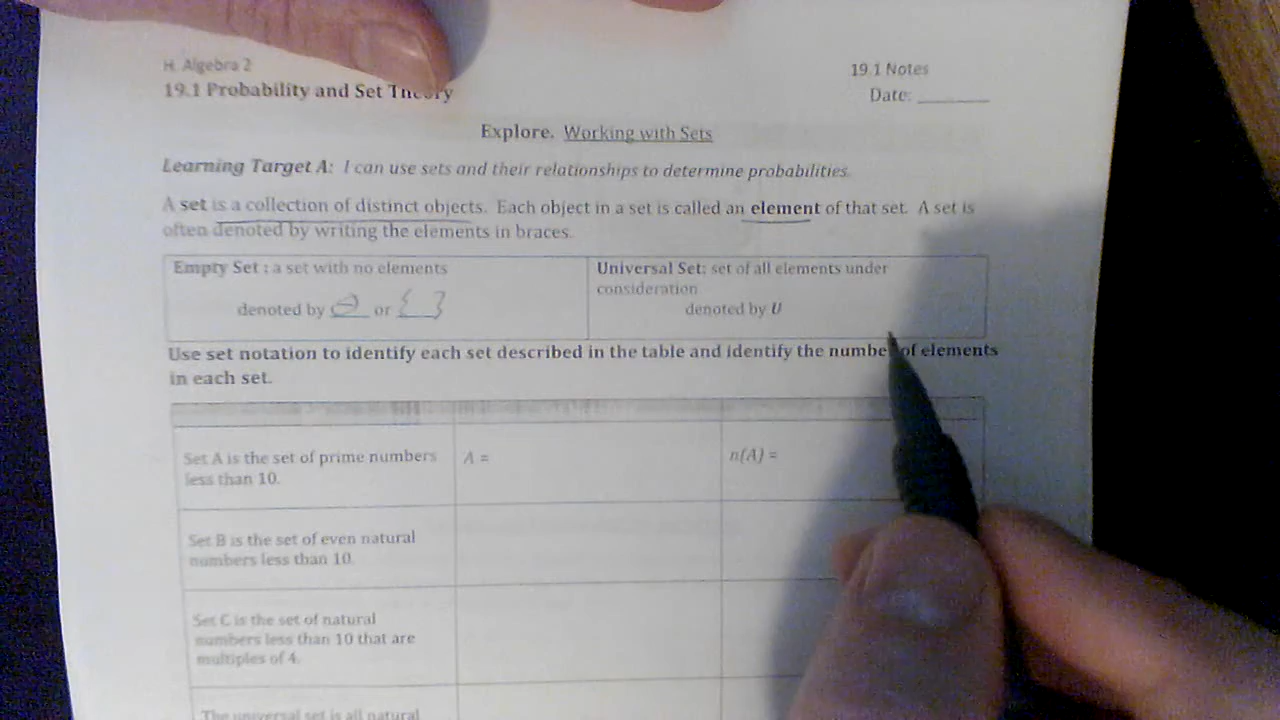 H. Algebra 2
19.1 Notes
19.1 Probability and Set Theory
Date: ________
Explore. Working with Sets
Learning Target A: I can use sets and their relationships to determine probabilities.
A set is a collection of distinct objects. Each object in a set is called an element of that set. A set is
often denoted by writing the elements in braces.
Empty Set : a set with no elements
denoted by ∅ or { }
Universal Set: set of all elements under
consideration
denoted by U
Use set notation to identify each set described in the table and identify the number of elements
in each set.
Set A is the set of prime numbers
less than 10.
A =
n(A) =
Set B is the set of even natural
numbers less than 10.
Set C is the set of natural
numbers less than 10 that are
multiples of 4.
The universal set is all natural